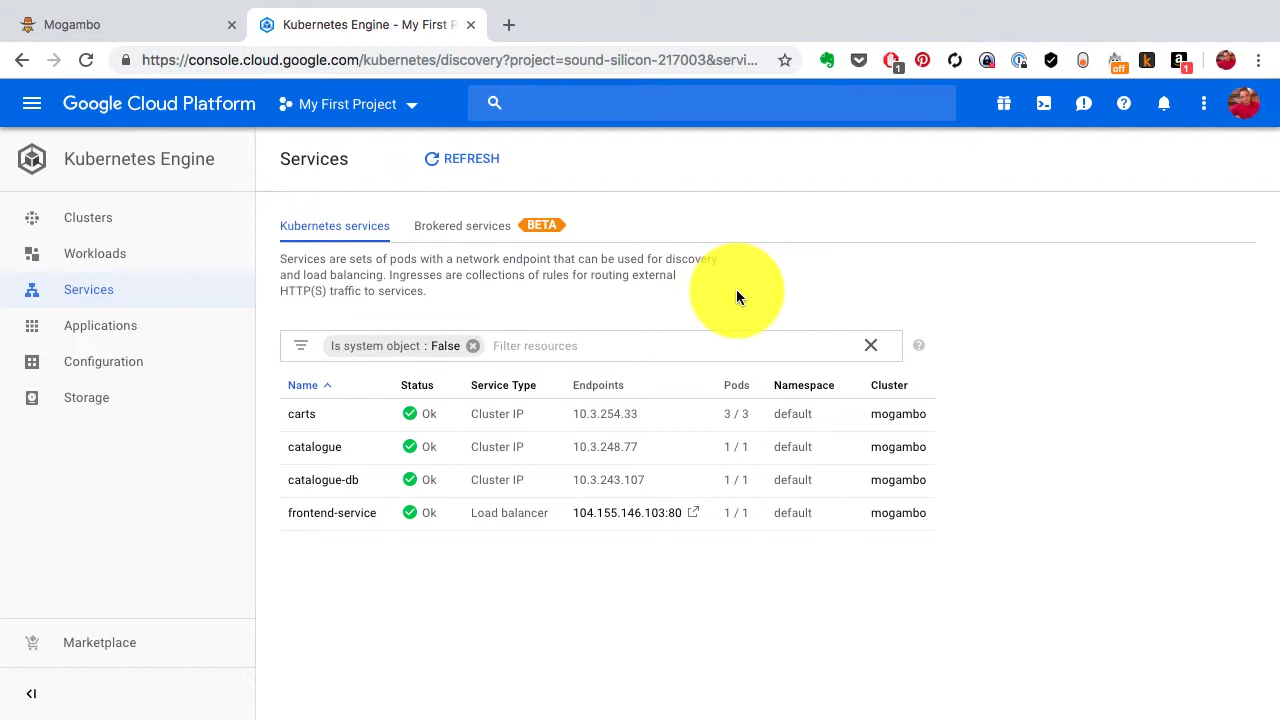 Mogambo
Kubernetes Engine - My First P
https://console.cloud.google.com/kubernetes/discovery?project=sound-silicon-217003&servi...
1
off
k
a
1
Google Cloud Platform
My First Project
Kubernetes Engine
Services
REFRESH
Clusters
Workloads
Services
Applications
Configuration
Storage
Marketplace
Kubernetes services
Brokered services
BETA
Services are sets of pods with a network endpoint that can be used for discovery
and load balancing. Ingresses are collections of rules for routing external
HTTP(S) traffic to services.
Is system object : False
Filter resources
Name Status Service Type Endpoints Pods Namespace Cluster
carts Ok Cluster IP 10.3.254.33 3 / 3 default mogambo
catalogue Ok Cluster IP 10.3.248.77 1 / 1 default mogambo
catalogue-db Ok Cluster IP 10.3.243.107 1 / 1 default mogambo
frontend-service Ok Load balancer 104.155.146.103:80 1 / 1 default mogambo